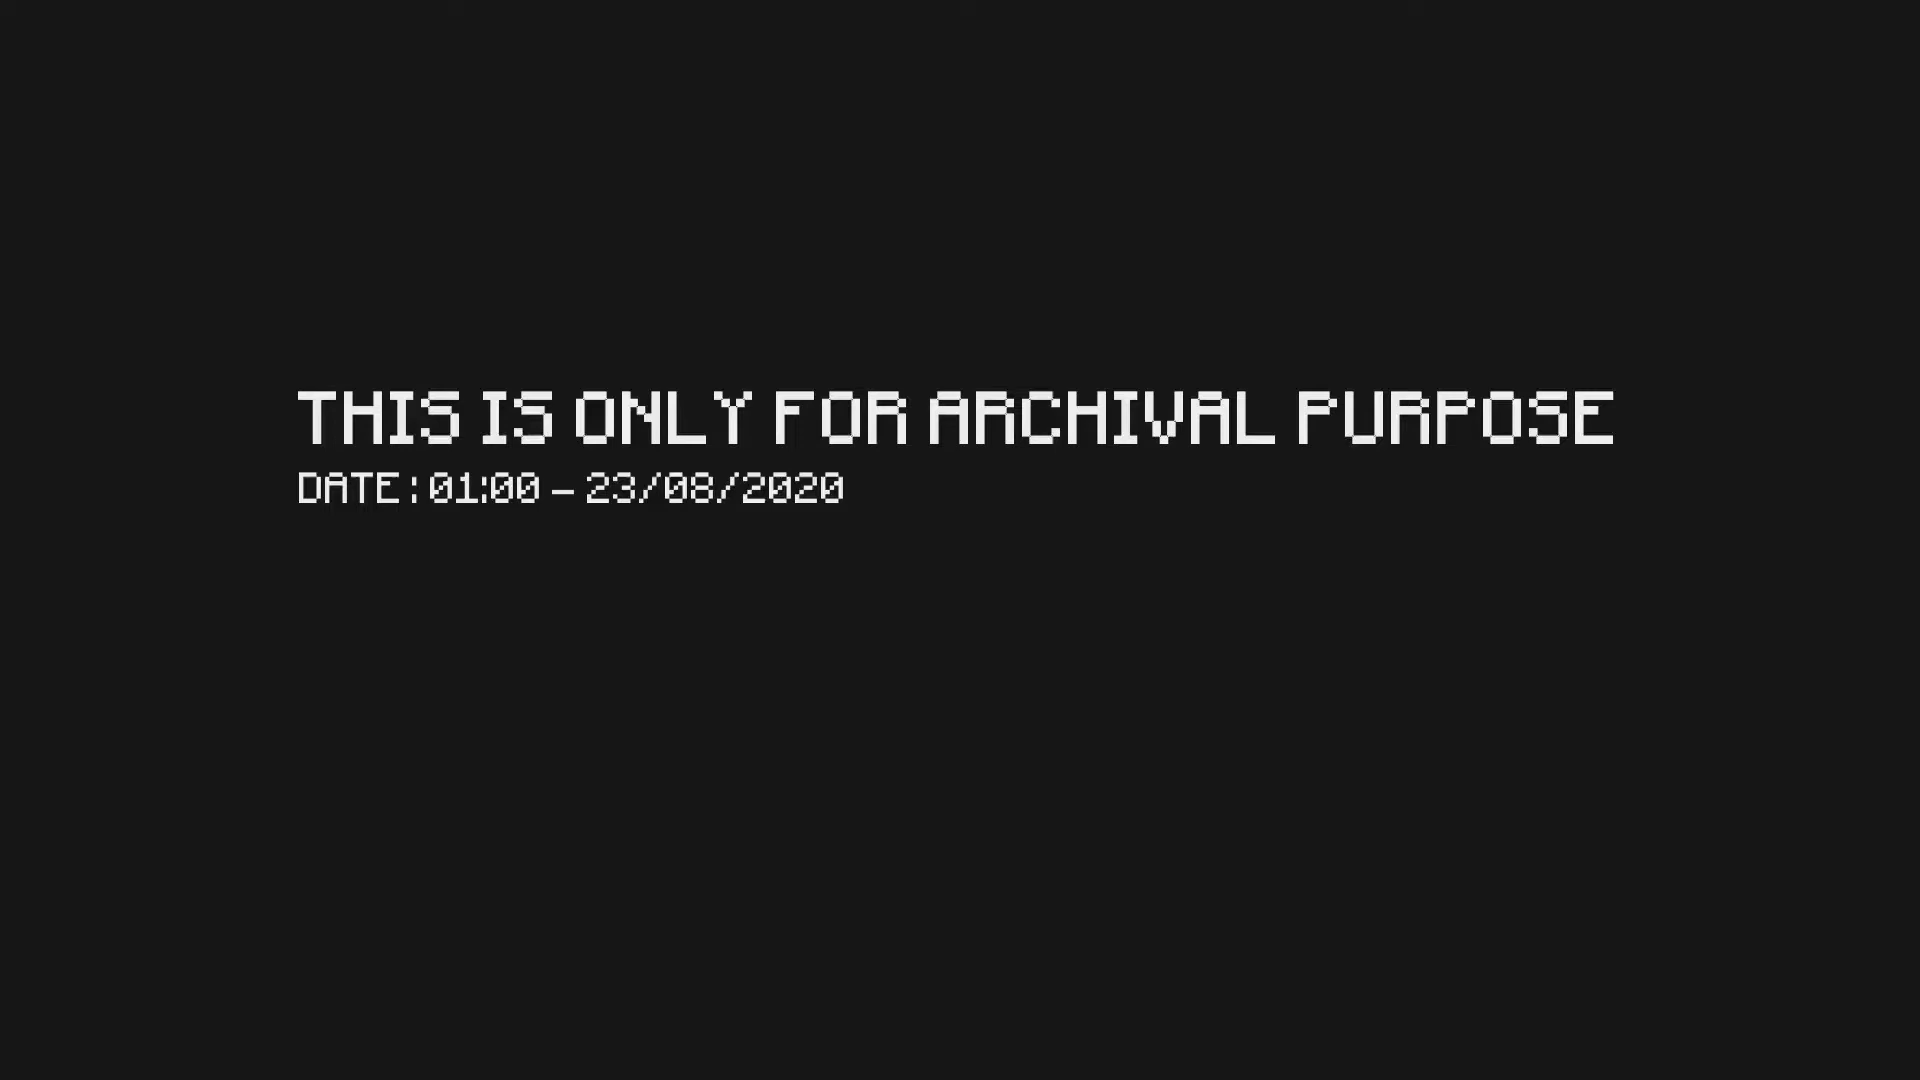 THIS IS ONLY FOR ARCHIVAL PURPOSE
DATE : 01:00 – 23/08/2020